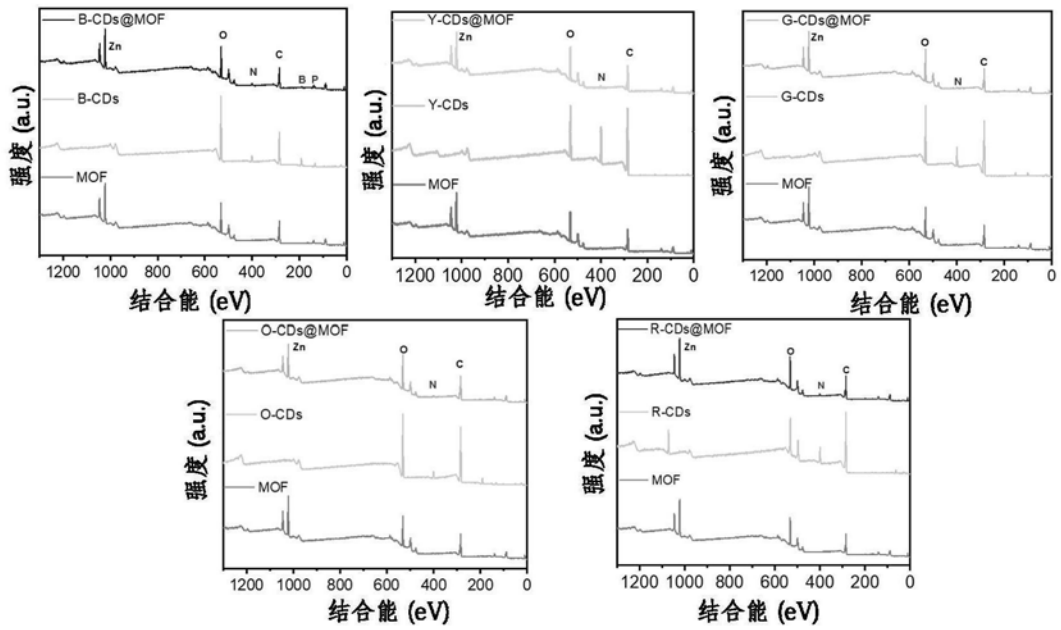 B-CDs@MOF
Zn
O
C
N
B
P
B-CDs
MOF
强度 (a.u.)
1200 1000 800 600 400 200 0
结合能 (eV)
Y-CDs@MOF
Zn
O
C
N
Y-CDs
MOF
强度 (a.u.)
1200 1000 800 600 400 200 0
结合能 (eV)
G-CDs@MOF
Zn
O
C
N
G-CDs
MOF
强度 (a.u.)
1200 1000 800 600 400 200 0
结合能 (eV)
O-CDs@MOF
Zn
O
C
N
O-CDs
MOF
强度 (a.u.)
1200 1000 800 600 400 200 0
结合能 (eV)
R-CDs@MOF
Zn
O
C
N
R-CDs
MOF
强度 (a.u.)
1200 1000 800 600 400 200 0
结合能 (eV)